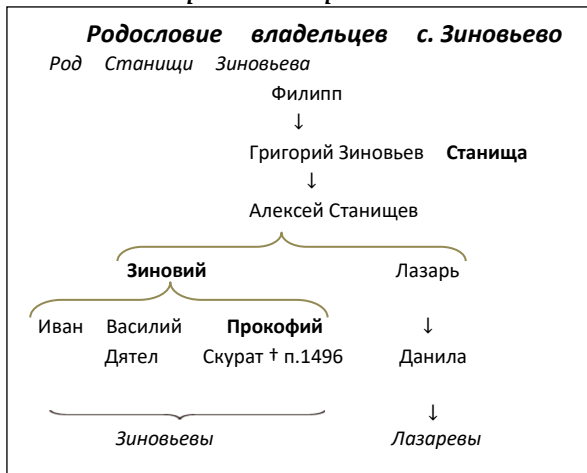 Родословие владельцев с. Зиновьево
Род Станищи Зиновьева
Филипп
↓
Григорий Зиновьев Станища
↓
Алексей Станищев
Зиновий Лазарь
Иван Василий Прокофий ↓
Дятел Скурат † п.1496 Данила
↓
Зиновьевы Лазаревы